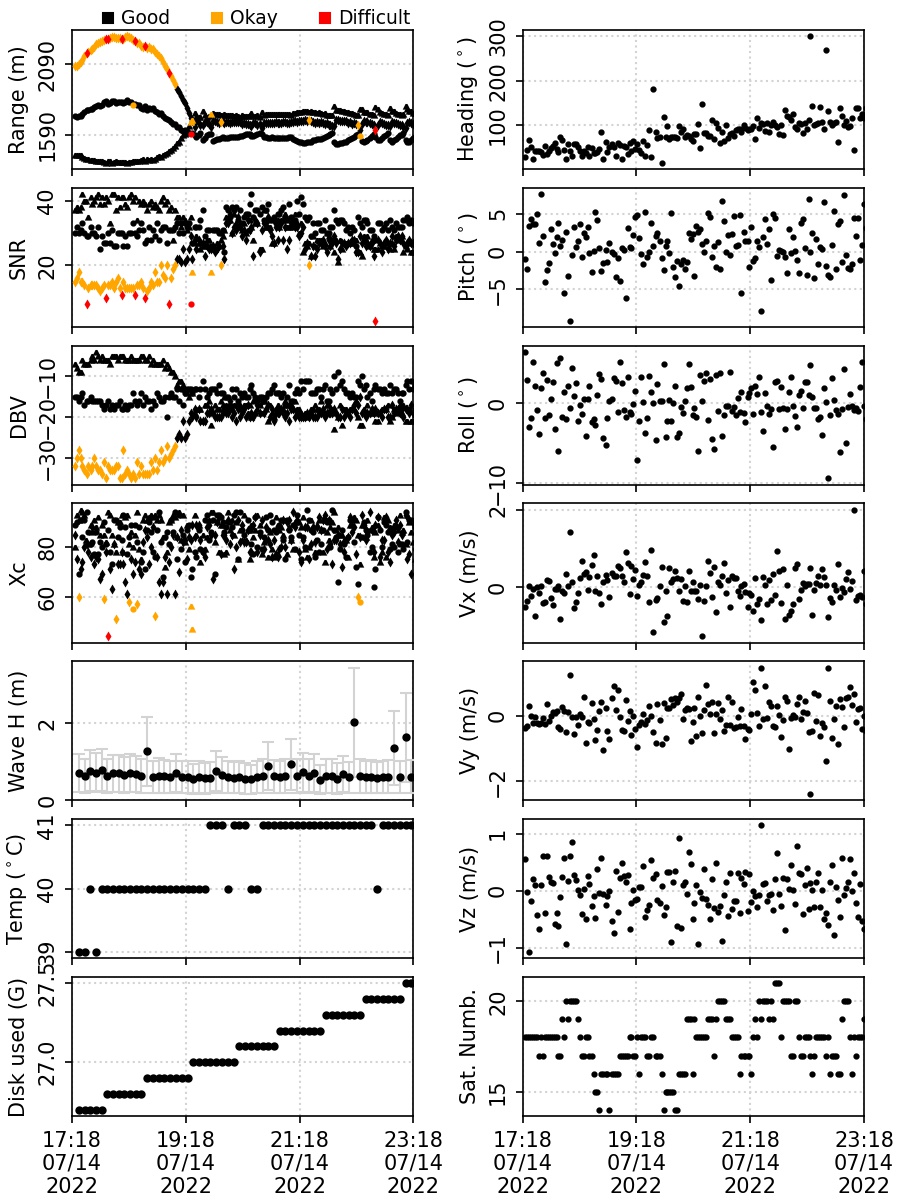 Good Okay Difficult
Range (m)
2090
1590
Heading (°)
300
200
100
SNR
40
20
Pitch (°)
5
0
−5
DBV
−10
−20
−30
Roll (°)
0
−10
Xc
80
60
Vx (m/s)
2
0
Wave H (m)
2
0
Vy (m/s)
0
−2
Temp (°C)
41
40
39
Vz (m/s)
1
0
−1
Disk used (G)
27.5
27.0
Sat. Numb.
20
15
17:18 19:18 21:18 23:18 17:18 19:18 21:18 23:18
07/14 07/14 07/14 07/14 07/14 07/14 07/14 07/14
2022 2022 2022 2022 2022 2022 2022 2022